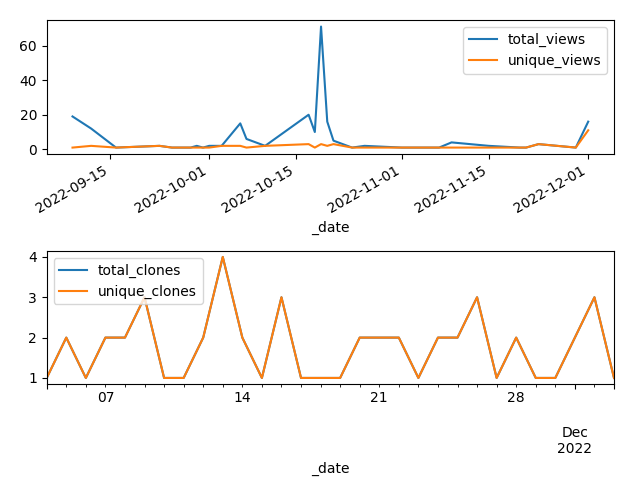 60
40
20
0
total_views
unique_views
2022-09-15
2022-10-01
2022-10-15
2022-11-01
2022-11-15
2022-12-01
_date
4
3
2
1
total_clones
unique_clones
07
14
21
28
Dec
2022
_date